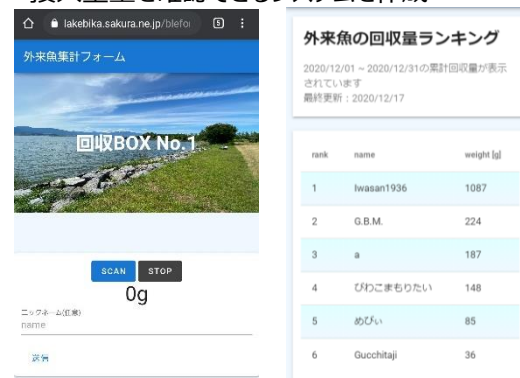 lakebika.sakura.ne.jp/blefo
5
外来魚集計フォーム
回収BOX No.1
SCAN
STOP
0g
ニックネーム(任意)
name
送信
外来魚の回収量ランキング
2020/12/01 ~ 2020/12/31の累計回収量が表示
されています
最終更新:2020/12/17
rank name weight [g]
1 Iwasan1936 1087
2 G.B.M. 224
3 a 187
4 びわこまもりたい 148
5 めびぃ 85
6 Gucchitaji 36